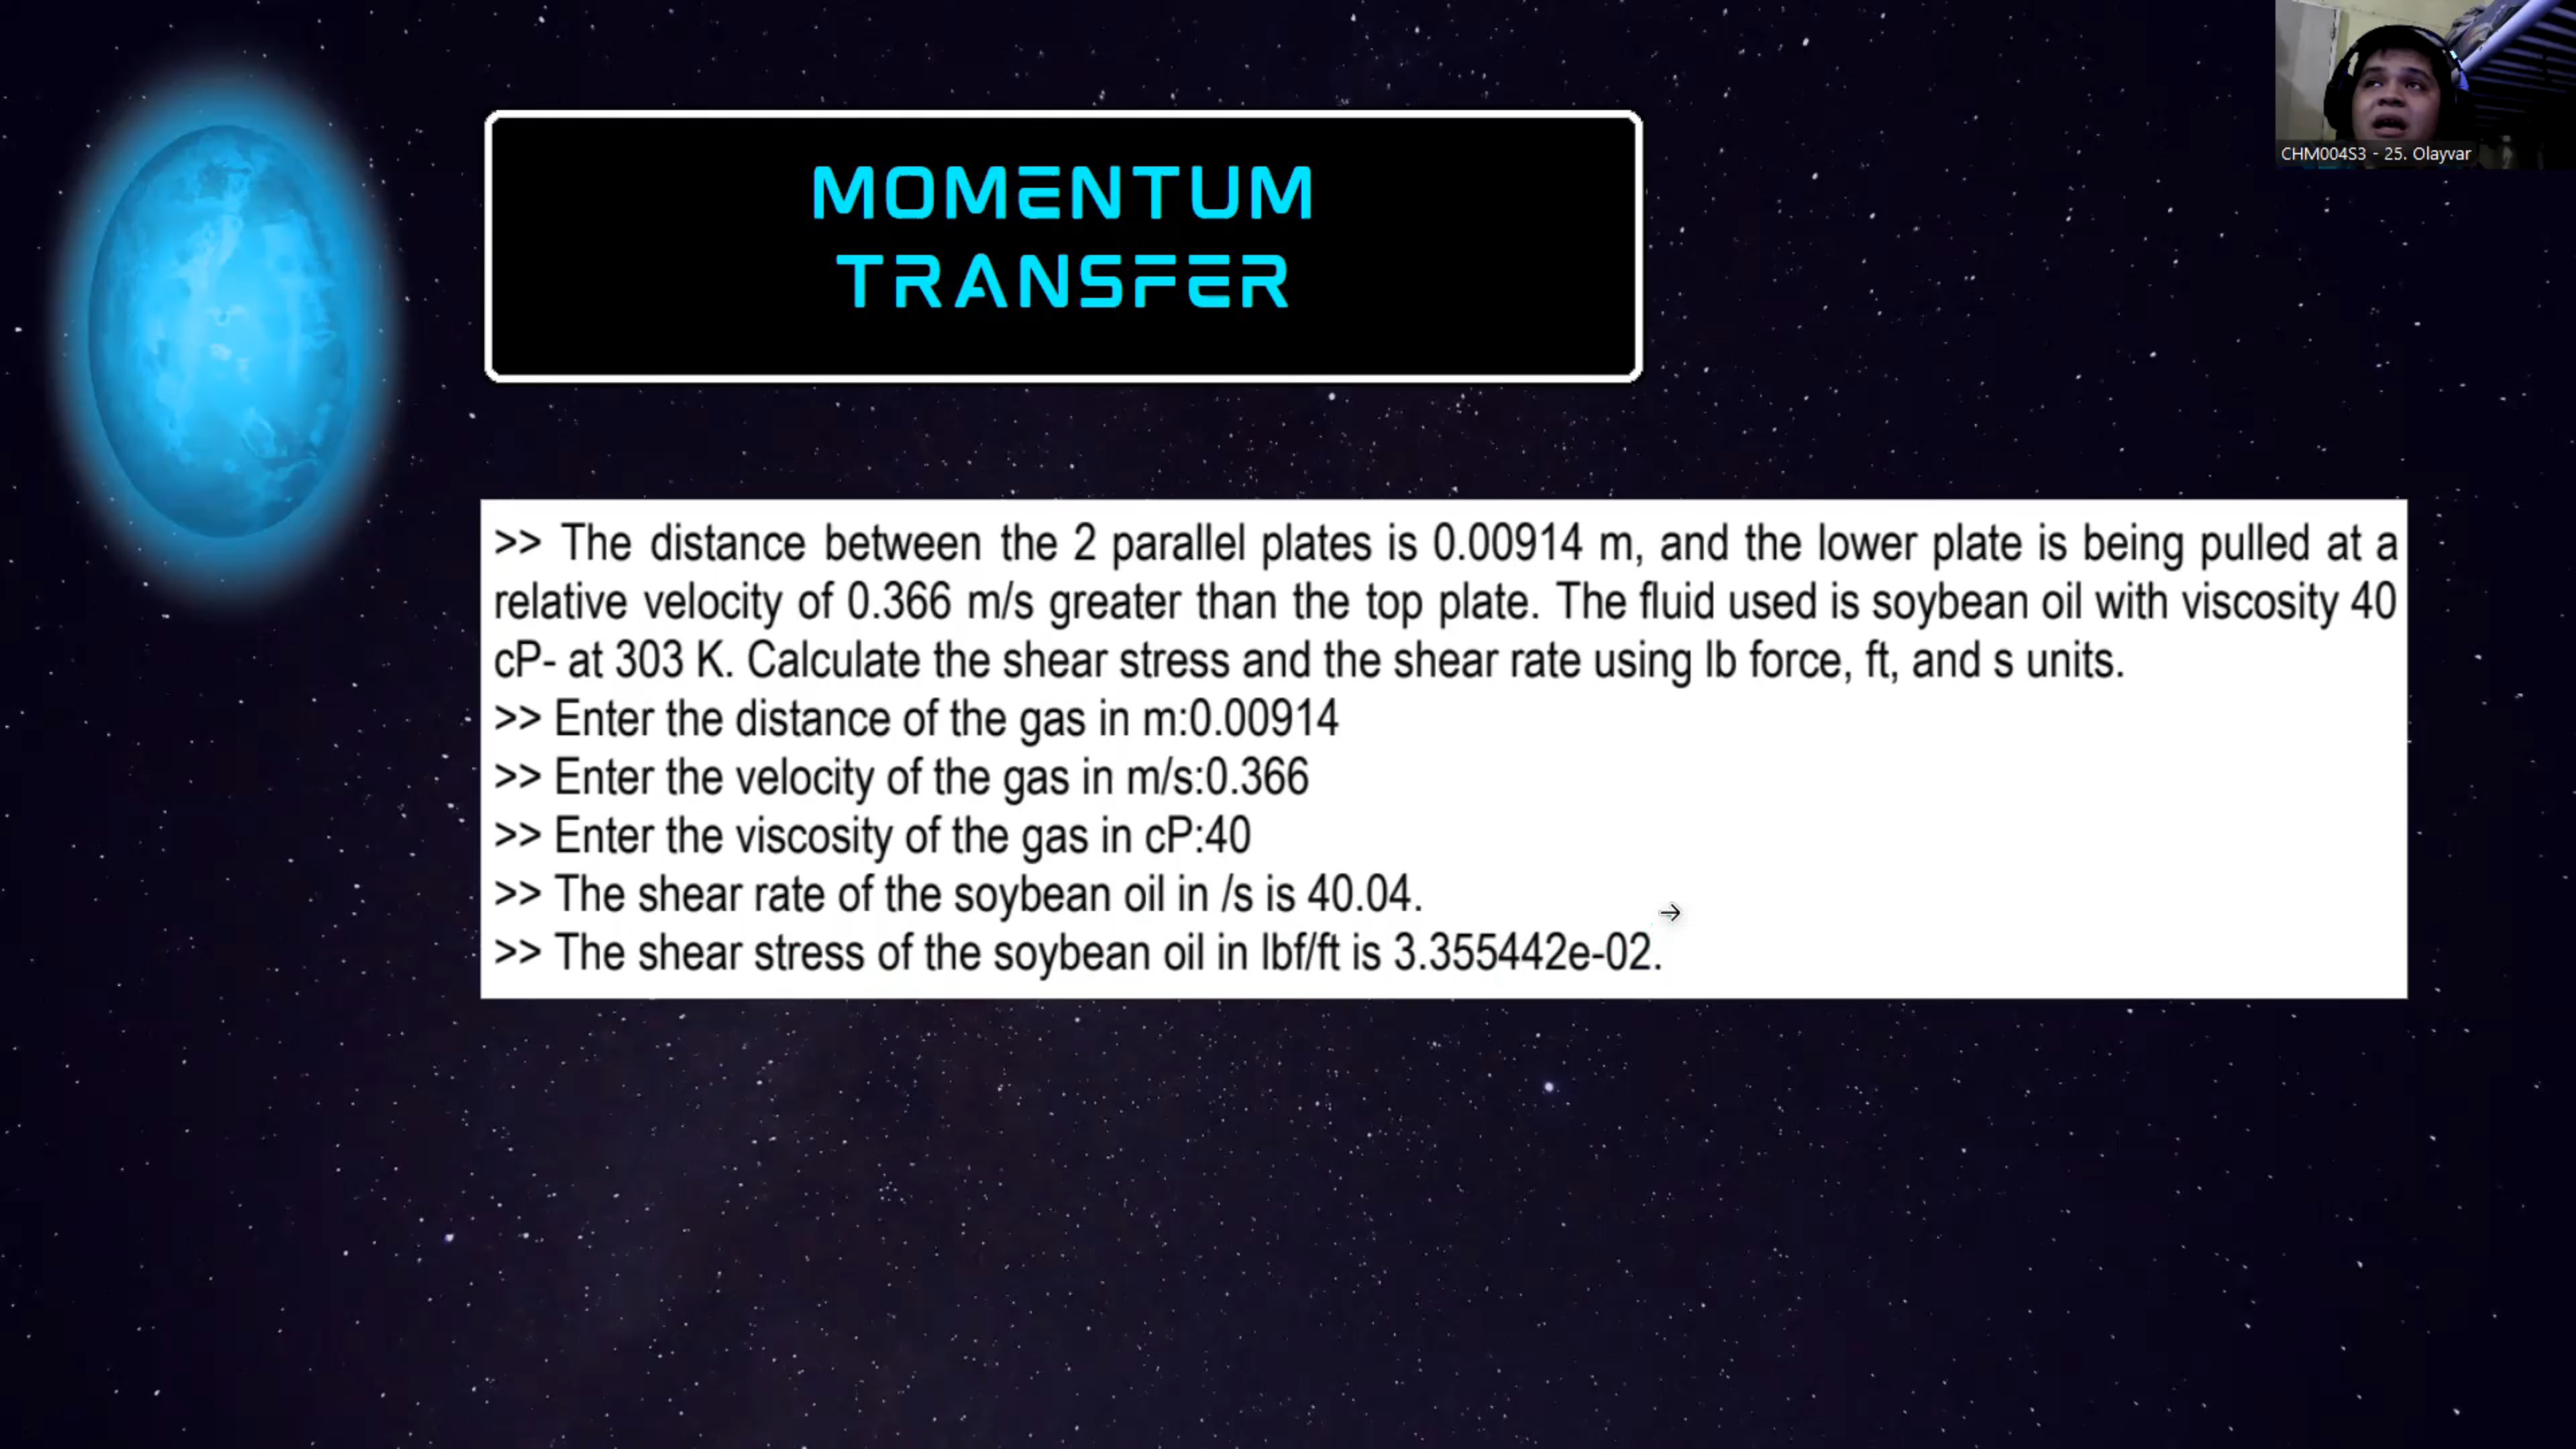 CHM004S3 - 25. Olayvar
MOMENTUM
TRANSFER
>> The distance between the 2 parallel plates is 0.00914 m, and the lower plate is being pulled at a
relative velocity of 0.366 m/s greater than the top plate. The fluid used is soybean oil with viscosity 40
cP- at 303 K. Calculate the shear stress and the shear rate using lb force, ft, and s units.
>> Enter the distance of the gas in m:0.00914
>> Enter the velocity of the gas in m/s:0.366
>> Enter the viscosity of the gas in cP:40
>> The shear rate of the soybean oil in /s is 40.04.
>> The shear stress of the soybean oil in lbf/ft is 3.355442e-02.